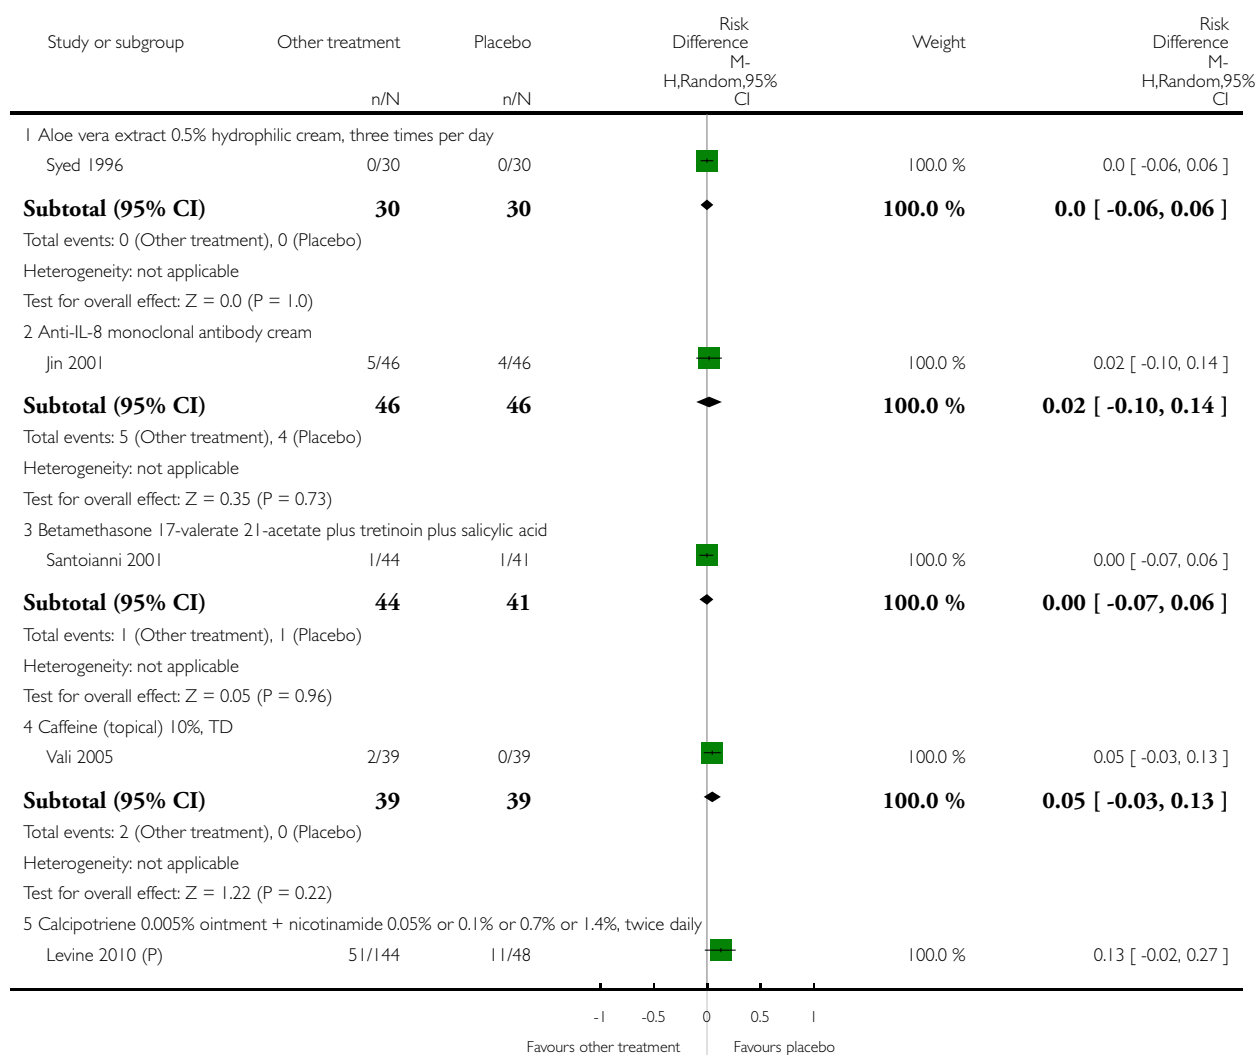 Study or subgroup Other treatment Placebo Risk Difference Weight Risk Difference
M-H,Random,95% CI M-H,Random,95% CI
n/N n/N
1 Aloe vera extract 0.5% hydrophilic cream, three times per day
Syed 1996 0/30 0/30 100.0 % 0.0 [ -0.06, 0.06 ]
Subtotal (95% CI) 30 30 100.0 % 0.0 [ -0.06, 0.06 ]
Total events: 0 (Other treatment), 0 (Placebo)
Heterogeneity: not applicable
Test for overall effect: Z = 0.0 (P = 1.0)
2 Anti-IL-8 monoclonal antibody cream
Jin 2001 5/46 4/46 100.0 % 0.02 [ -0.10, 0.14 ]
Subtotal (95% CI) 46 46 100.0 % 0.02 [ -0.10, 0.14 ]
Total events: 5 (Other treatment), 4 (Placebo)
Heterogeneity: not applicable
Test for overall effect: Z = 0.35 (P = 0.73)
3 Betamethasone 17-valerate 21-acetate plus tretinoin plus salicylic acid
Santoianni 2001 1/44 1/41 100.0 % 0.00 [ -0.07, 0.06 ]
Subtotal (95% CI) 44 41 100.0 % 0.00 [ -0.07, 0.06 ]
Total events: 1 (Other treatment), 1 (Placebo)
Heterogeneity: not applicable
Test for overall effect: Z = 0.05 (P = 0.96)
4 Caffeine (topical) 10%, TD
Vali 2005 2/39 0/39 100.0 % 0.05 [ -0.03, 0.13 ]
Subtotal (95% CI) 39 39 100.0 % 0.05 [ -0.03, 0.13 ]
Total events: 2 (Other treatment), 0 (Placebo)
Heterogeneity: not applicable
Test for overall effect: Z = 1.22 (P = 0.22)
5 Calcipotriene 0.005% ointment + nicotinamide 0.05% or 0.1% or 0.7% or 1.4%, twice daily
Levine 2010 (P) 51/144 11/48 100.0 % 0.13 [ -0.02, 0.27 ]
-1 -0.5 0 0.5 1
Favours other treatment Favours placebo